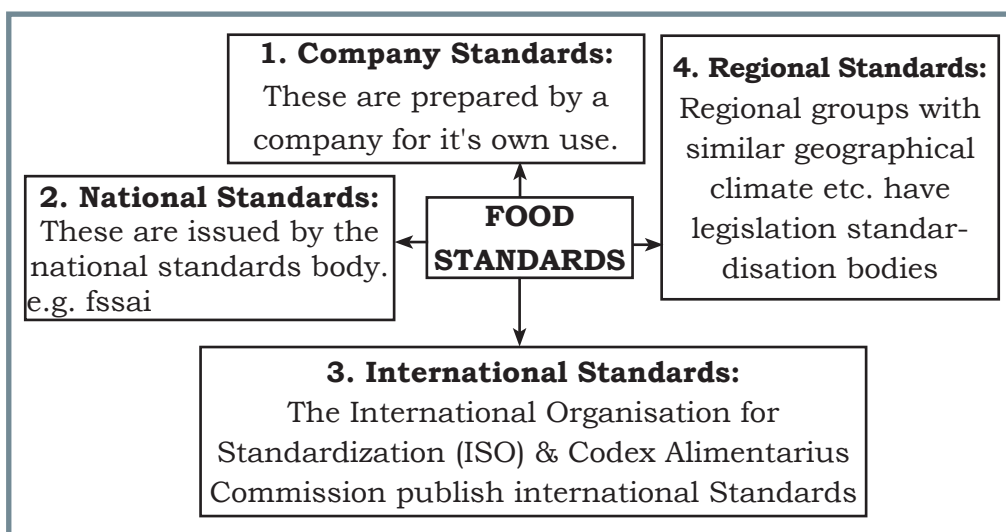 1. Company Standards:
These are prepared by a
company for it's own use.
2. National Standards:
These are issued by the
national standards body.
e.g. fssai
FOOD
STANDARDS
4. Regional Standards:
Regional groups with
similar geographical
climate etc. have
legislation standar-
disation bodies
3. International Standards:
The International Organisation for
Standardization (ISO) & Codex Alimentarius
Commission publish international Standards